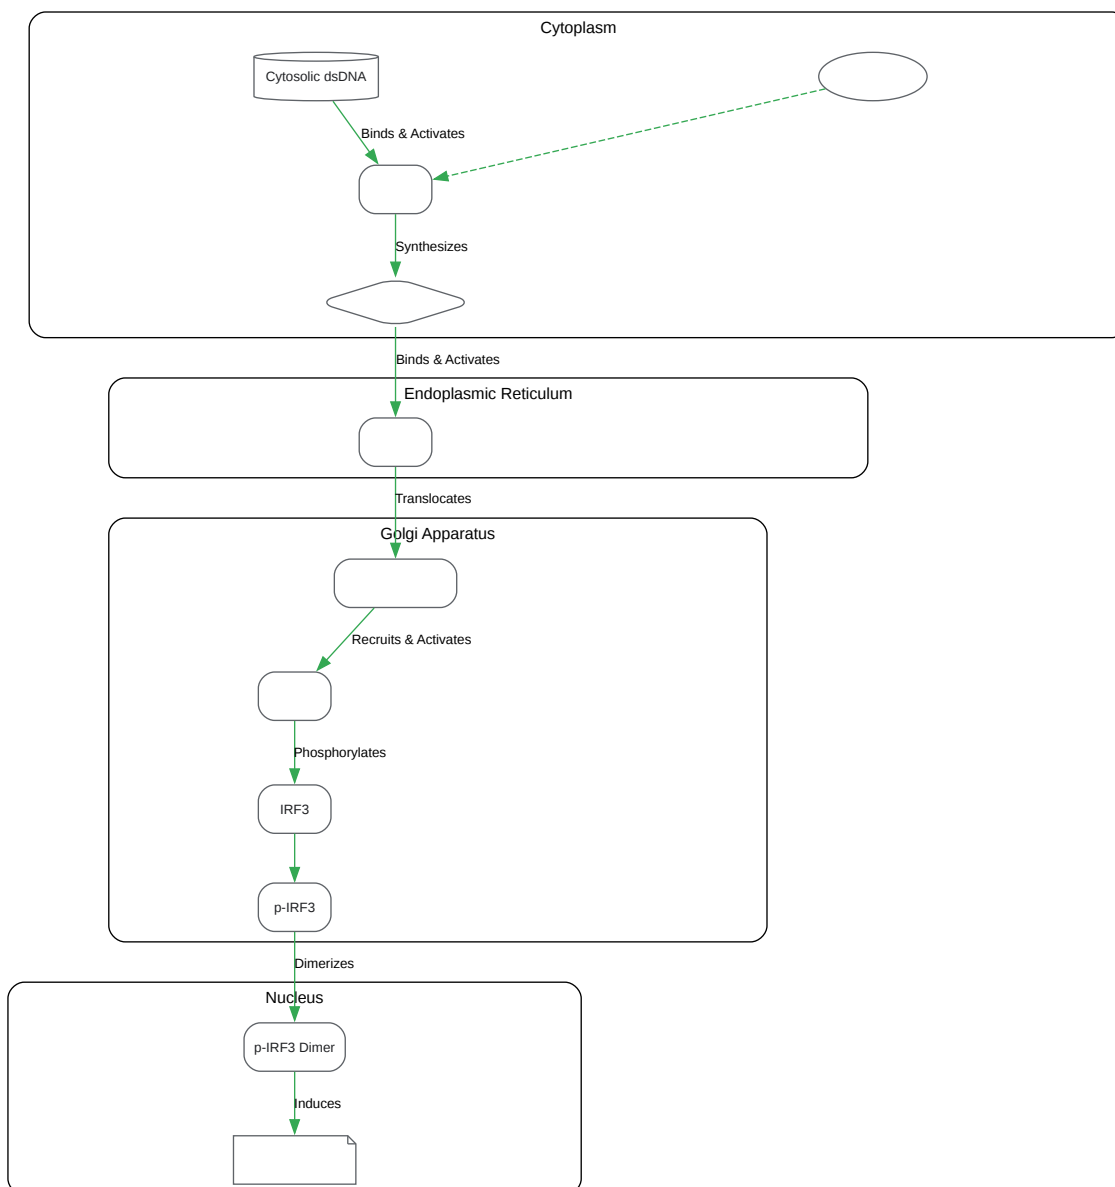 Cytoplasm
Cytosolic dsDNA
Binds & Activates
Synthesizes
Binds & Activates
Endoplasmic Reticulum
Translocates
Golgi Apparatus
Recruits & Activates
Phosphorylates
IRF3
p-IRF3
Dimerizes
Nucleus
p-IRF3 Dimer
Induces